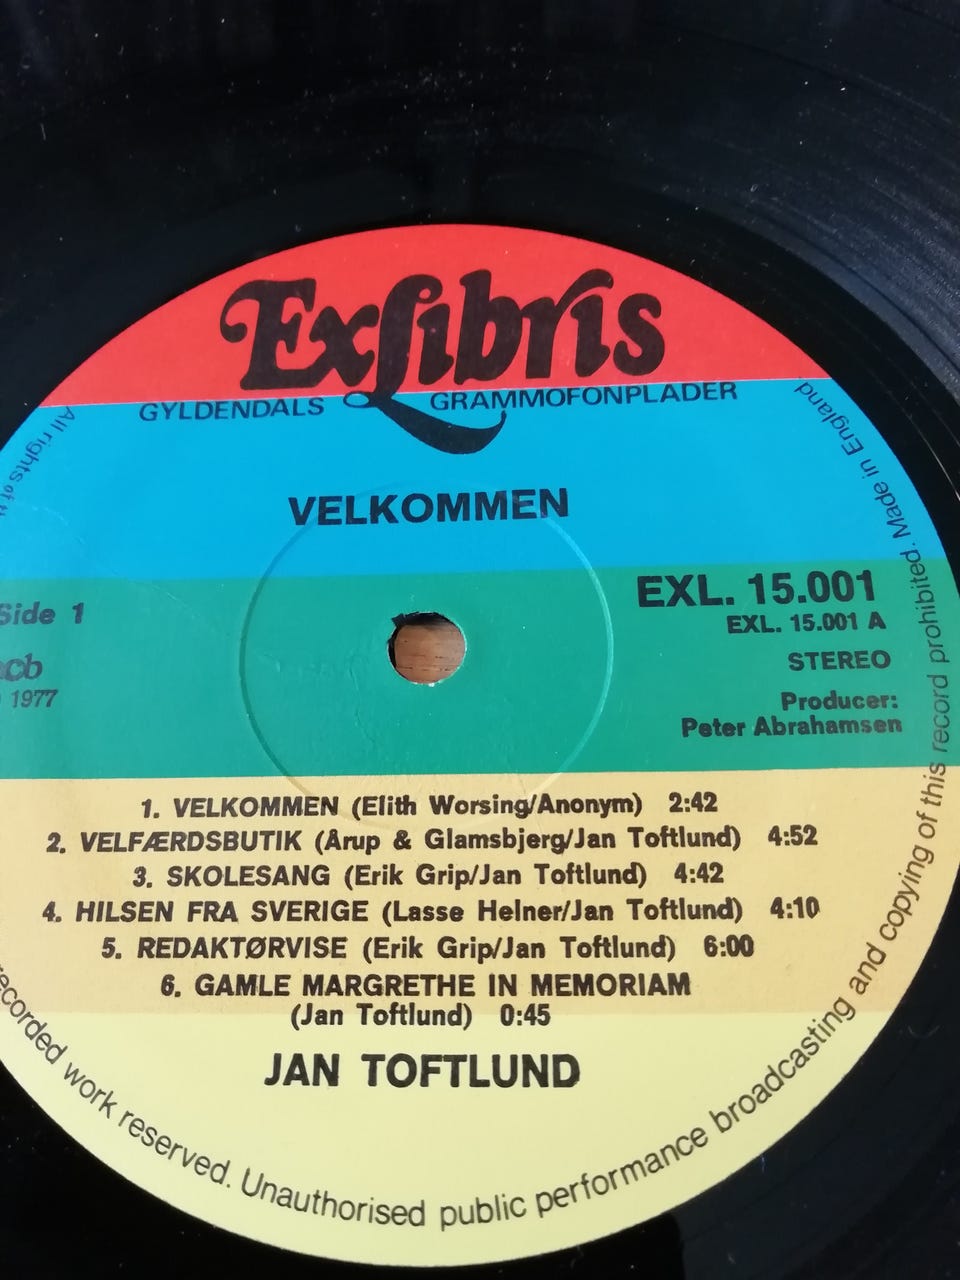 Exlibris
GYLDENDALS GRAMMOFONPLADER
VELKOMMEN
Side 1
ncb
1977
EXL. 15.001
EXL. 15.001 A
STEREO
Producer:
Peter Abrahamsen
1. VELKOMMEN (Elith Worsing/Anonym) 2:42
2. VELFÆRDSBUTIK (Årup & Glamsbjerg/Jan Toftlund) 4:52
3. SKOLESANG (Erik Grip/Jan Toftlund) 4:42
4. HILSEN FRA SVERIGE (Lasse Helner/Jan Toftlund) 4:10
5. REDAKTØRVISE (Erik Grip/Jan Toftlund) 6:00
6. GAMLE MARGRETHE IN MEMORIAM
(Jan Toftlund) 0:45
JAN TOFTLUND
All rights of
recorded work reserved. Unauthorised public performance broadcasting and copying of this record prohibited. Made in England.